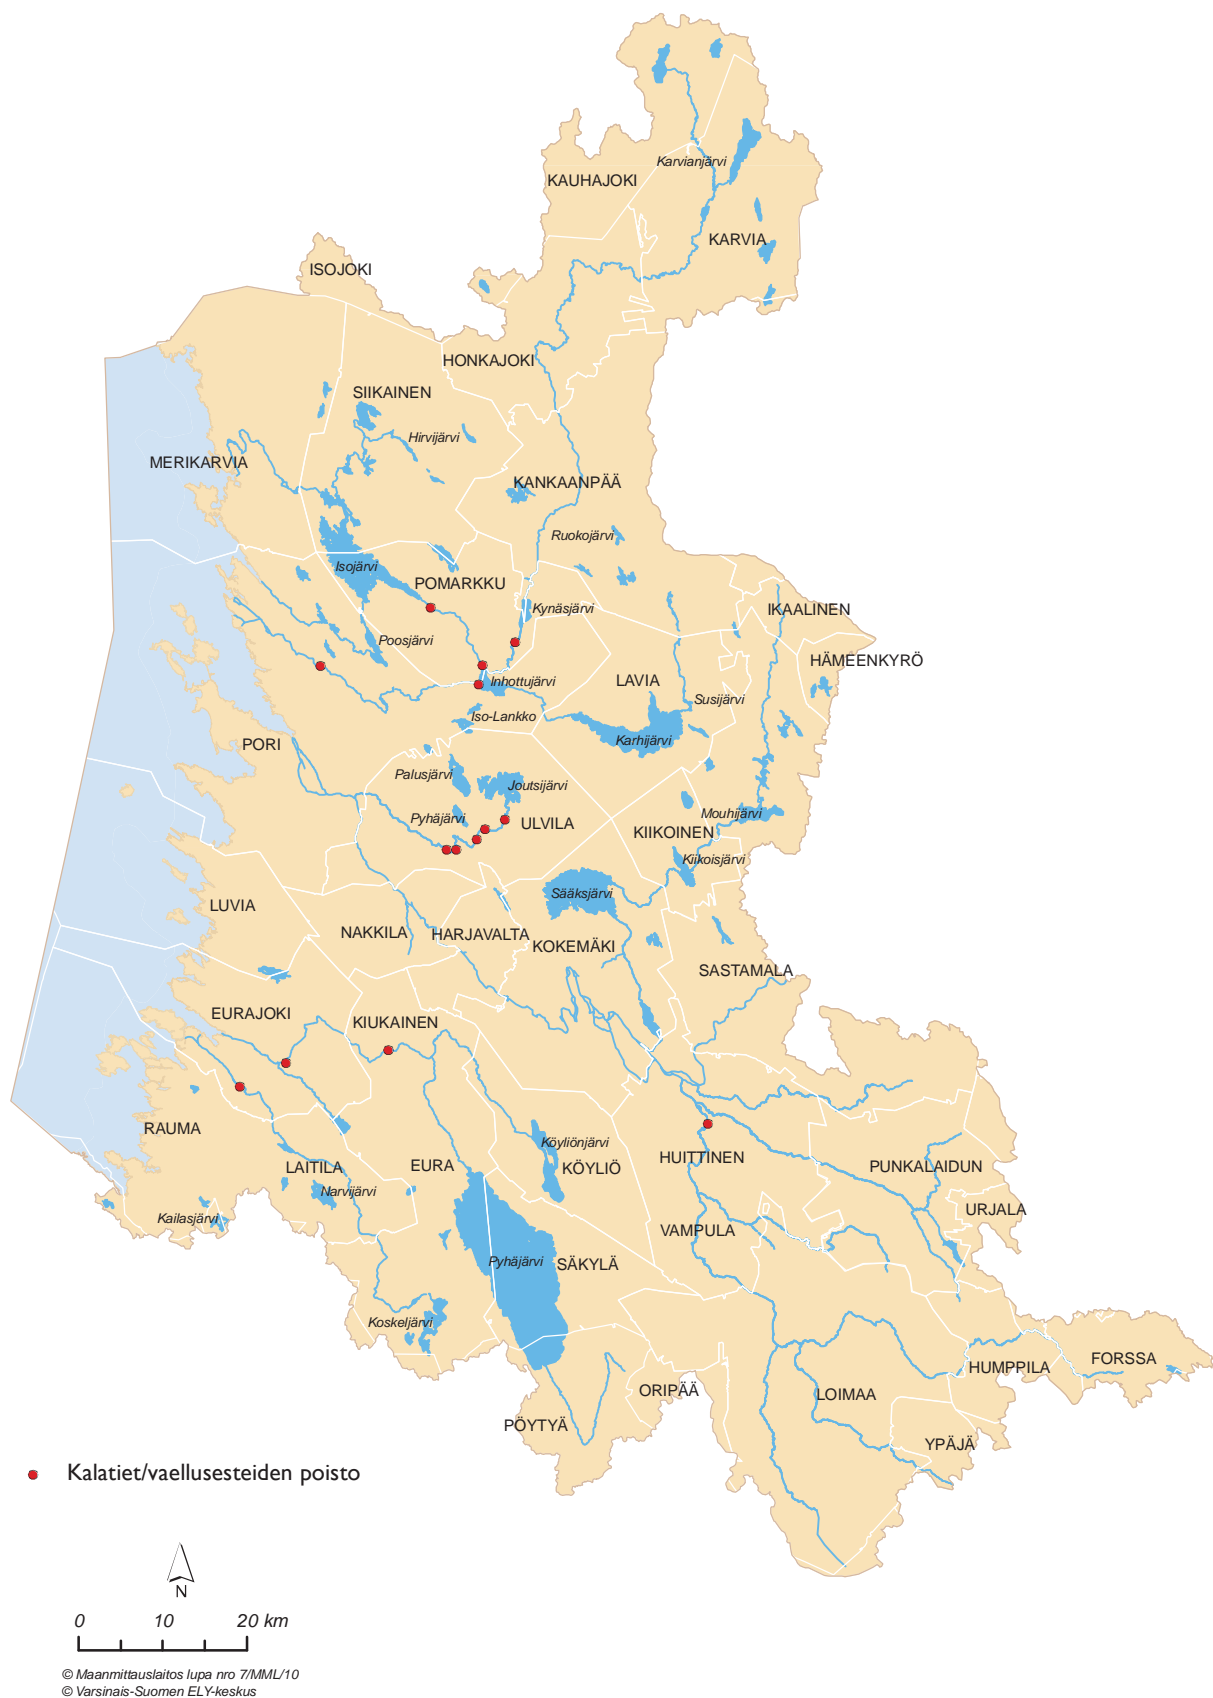 Karvianjärvi
KAUHAJOKI
KARVIA
ISOJOKI
HONKAJOKI
SIIKAINEN
Hirvijärvi
MERIKARVIA
KANKAANPÄÄ
Ruokojärvi
Isojärvi
POMARKKU
Kynäsjärvi
IKAALINEN
Poosjärvi
HÄMEENKYRÖ
Inhottujärvi
LAVIA
Susijärvi
Iso-Lankko
Karhijärvi
PORI
Palusjärvi
Joutsijärvi
Pyhäjärvi
ULVILA
Mouhijärvi
KIIKOINEN
Kiikoisjärvi
Sääksjärvi
LUVIA
NAKKILA
HARJAVALTA
KOKEMÄKI
SASTAMALA
EURAJOKI
KIUKAINEN
RAUMA
Köyliönjärvi
HUITTINEN
LAITILA
EURA
KÖYLIÖ
PUNKALAIDUN
Narvijärvi
Kailasjärvi
URJALA
VAMPULA
Pyhäjärvi
SÄKYLÄ
Koskeljärvi
FORSSA
HUMPPILA
ORIPÄÄ
LOIMAA
PÖYTYÄ
YPÄJÄ
Kalatiet/vaellusesteiden poisto
N
0 10 20 km
© Maanmittauslaitos lupa nro 7/MML/10
© Varsinais-Suomen ELY-keskus